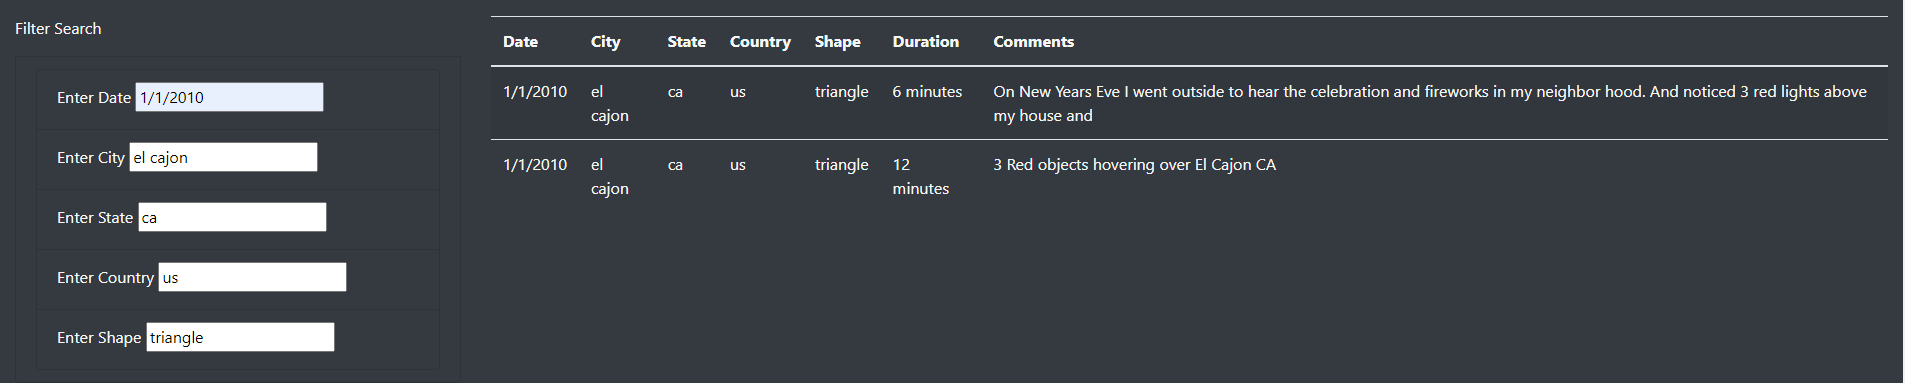 Filter Search
Enter Date 1/1/2010
Enter City el cajon
Enter State ca
Enter Country us
Enter Shape triangle
Date City State Country Shape Duration Comments
1/1/2010 el cajon ca us triangle 6 minutes On New Years Eve I went outside to hear the celebration and fireworks in my neighbor hood. And noticed 3 red lights above
my house and
1/1/2010 el cajon ca us triangle 12 minutes 3 Red objects hovering over El Cajon CA